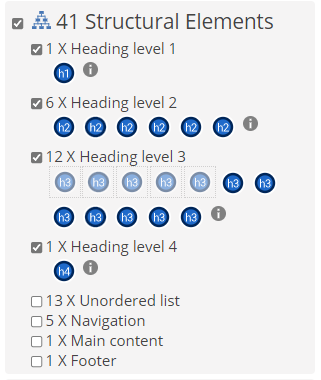 41 Structural Elements
1 X Heading level 1
h1 i
6 X Heading level 2
h2 h2 h2 h2 h2 h2 i
12 X Heading level 3
h3 h3 h3 h3 h3 h3 h3
h3 h3 h3 h3 h3 i
1 X Heading level 4
h4 i
13 X Unordered list
5 X Navigation
1 X Main content
1 X Footer